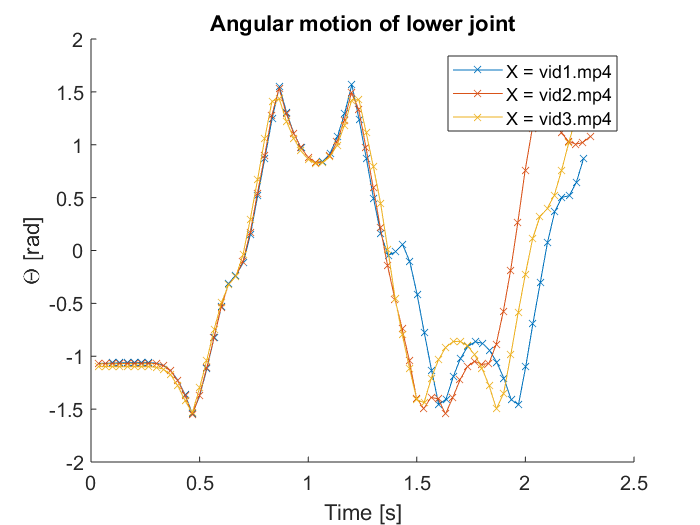 Angular motion of lower joint
X = vid1.mp4
X = vid2.mp4
X = vid3.mp4
2
1.5
1
0.5
0
-0.5
-1
-1.5
-2
Θ [rad]
0 0.5 1 1.5 2 2.5
Time [s]